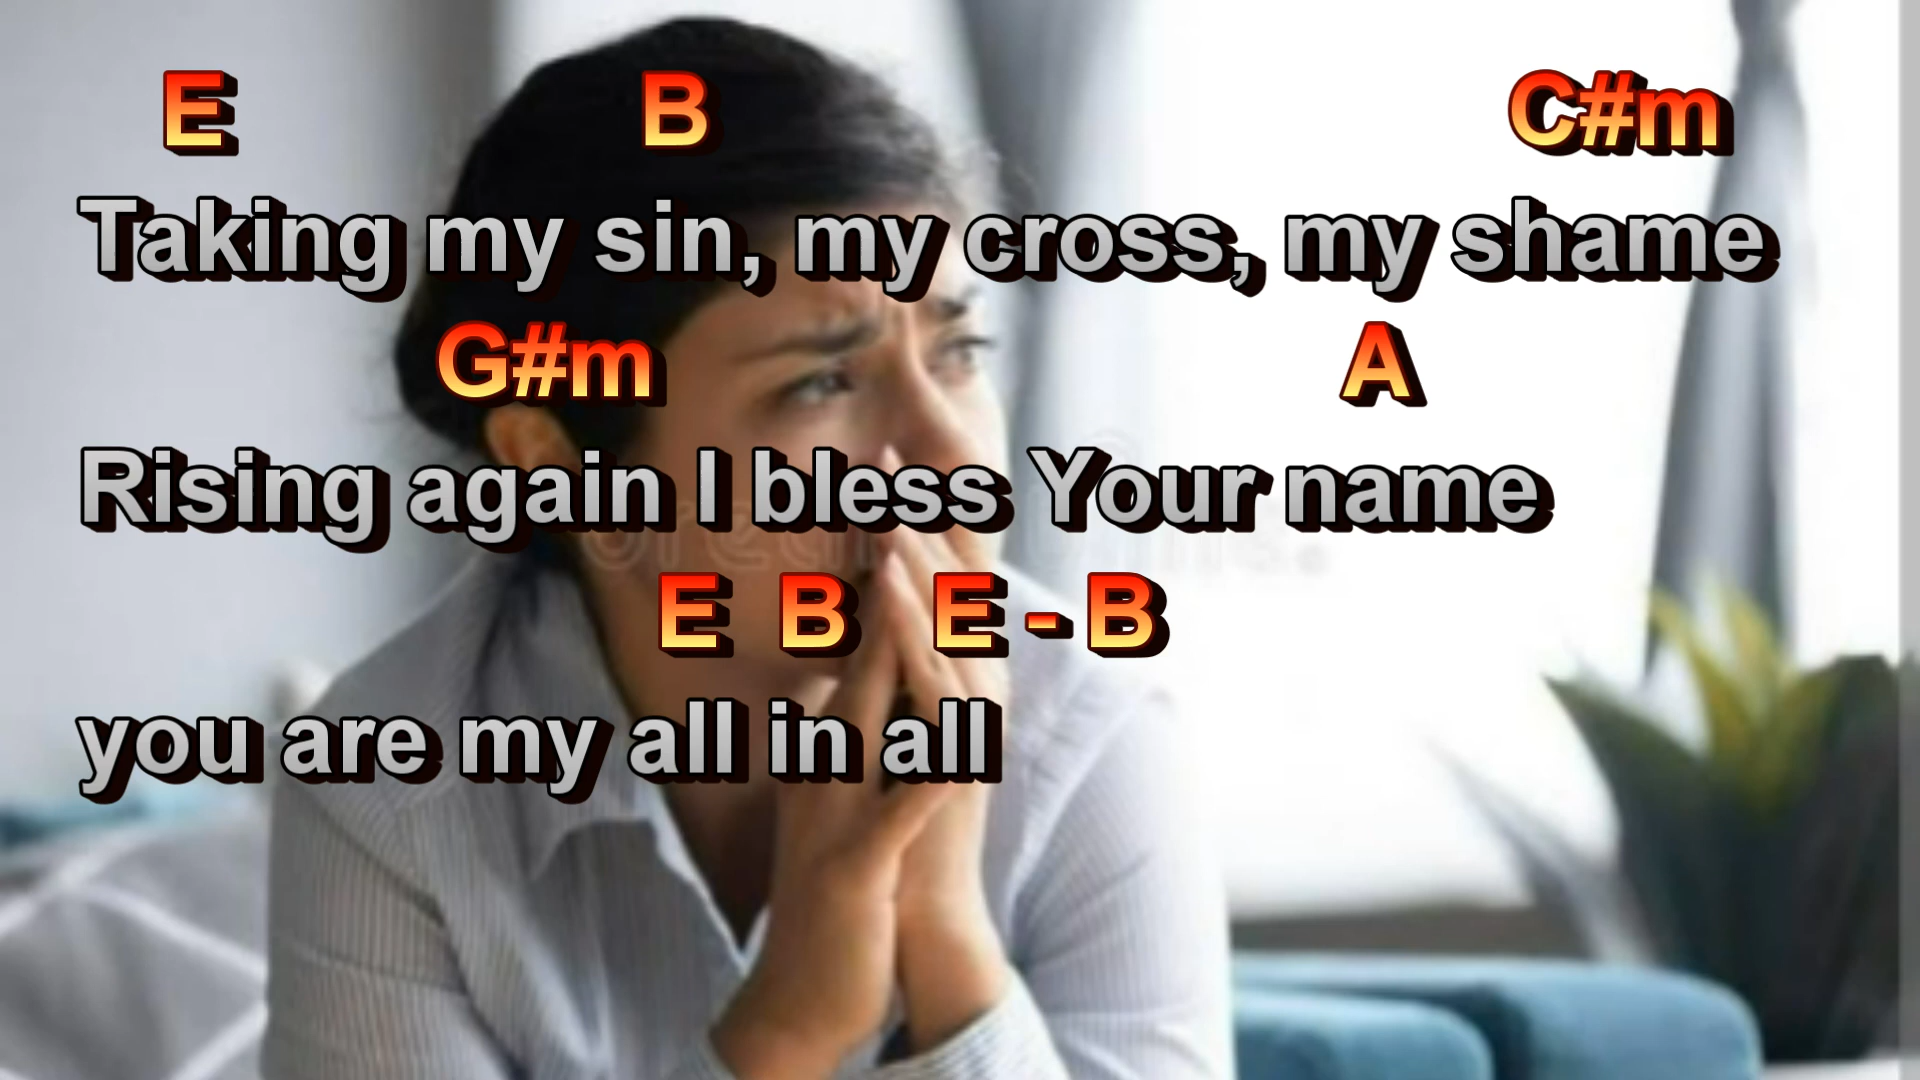 E B C#m
Taking my sin, my cross, my shame
G#m A
Rising again I bless Your name
E B E - B
you are my all in all